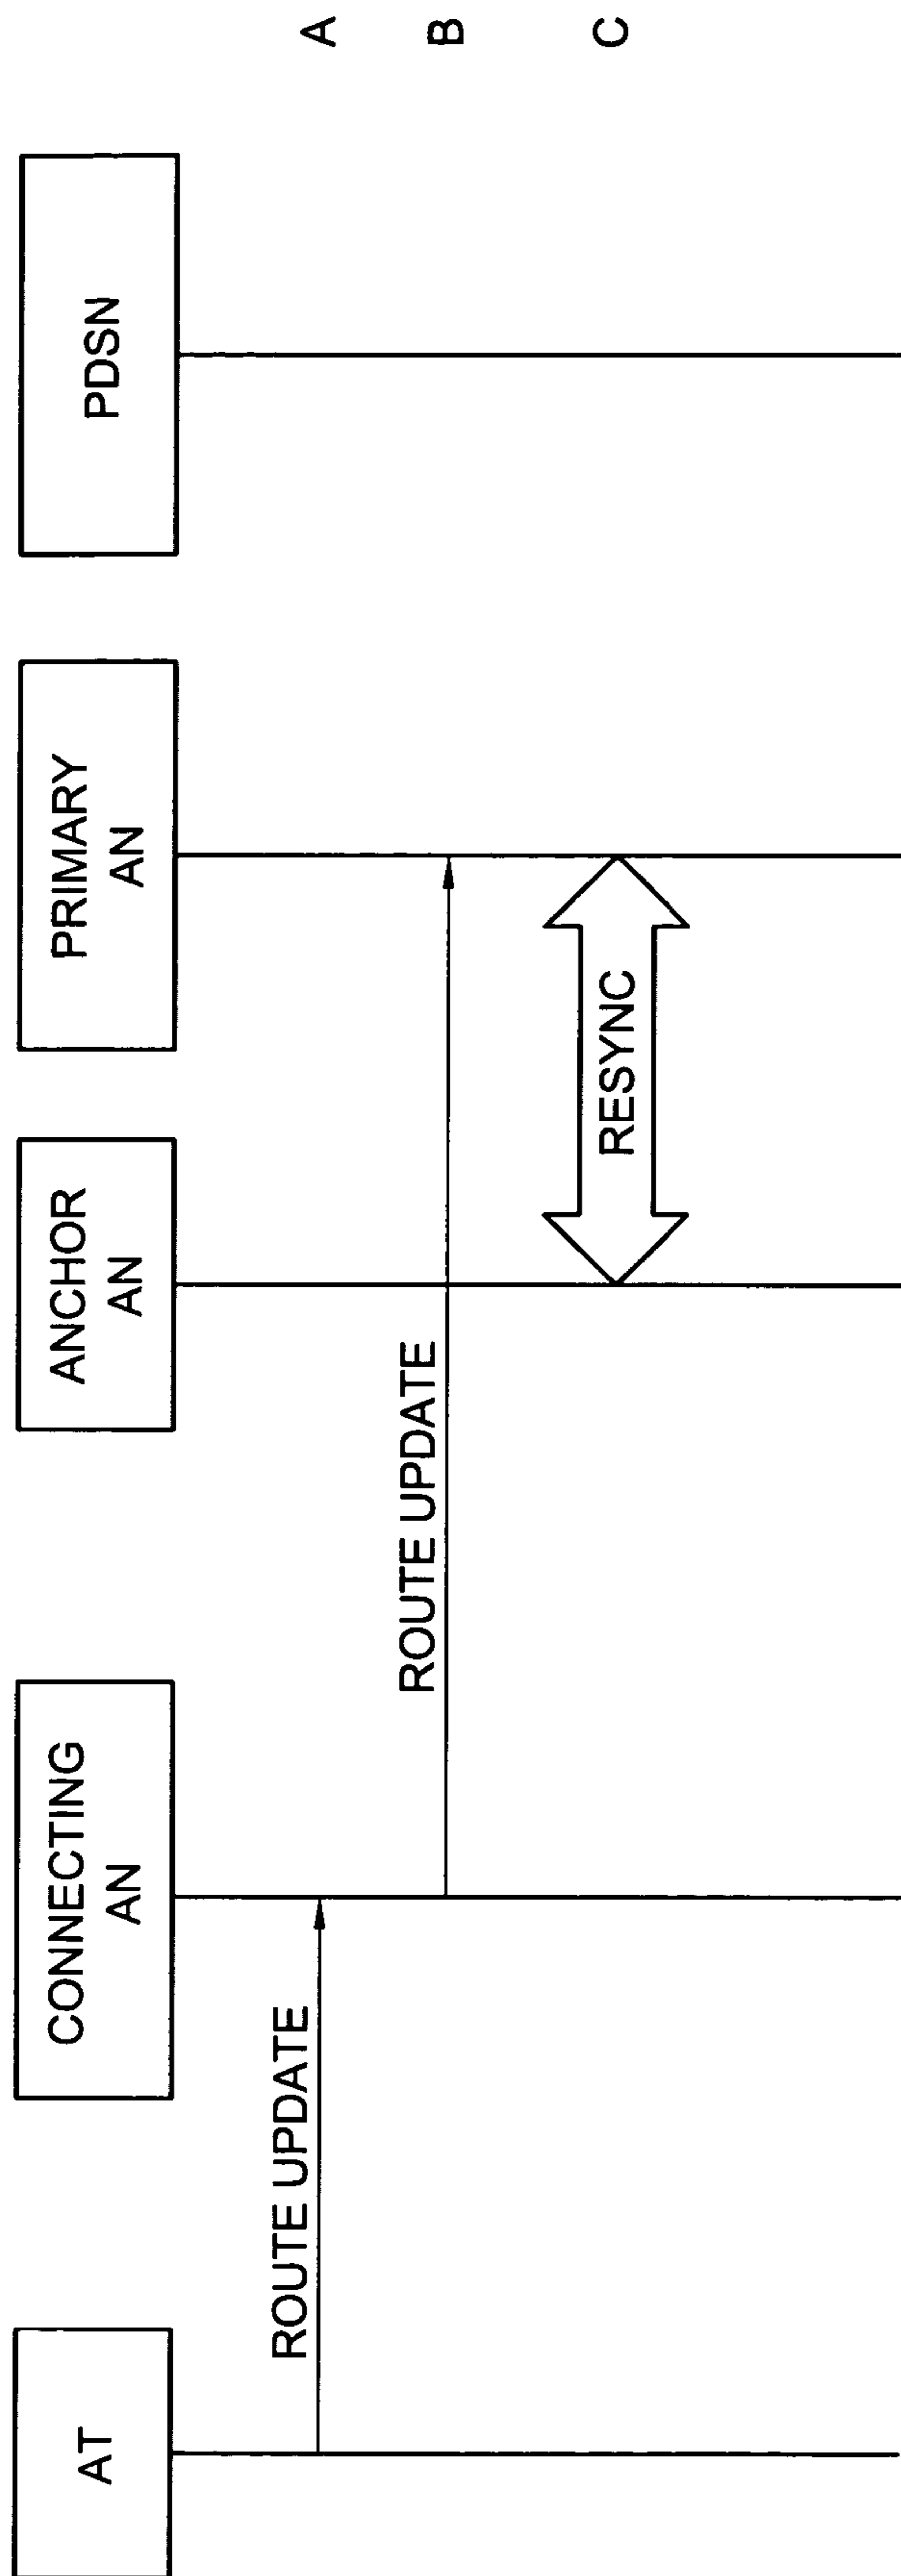 AT
CONNECTING
AN
ANCHOR
AN
PRIMARY
AN
PDSN
ROUTE UPDATE
A
ROUTE UPDATE
B
RESYNC
C